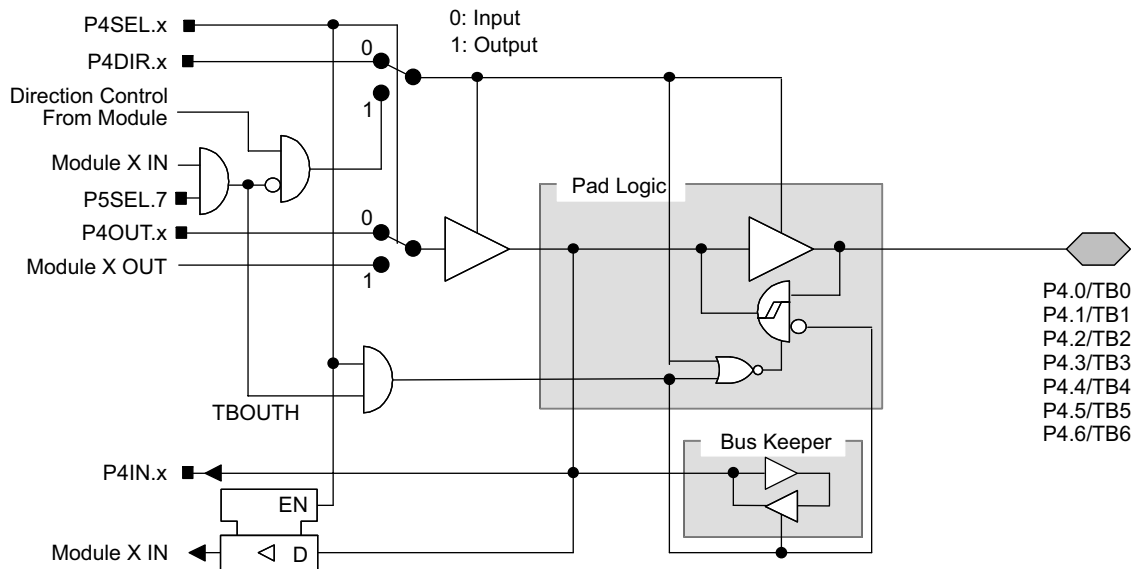 P4SEL.x
0: Input
1: Output
P4DIR.x
0
1
Direction Control
From Module
Module X IN
P5SEL.7
Pad Logic
P4OUT.x
0
Module X OUT
1
P4.0/TB0
P4.1/TB1
P4.2/TB2
P4.3/TB3
P4.4/TB4
P4.5/TB5
P4.6/TB6
TBOUTH
Bus Keeper
P4IN.x
EN
Module X IN
D